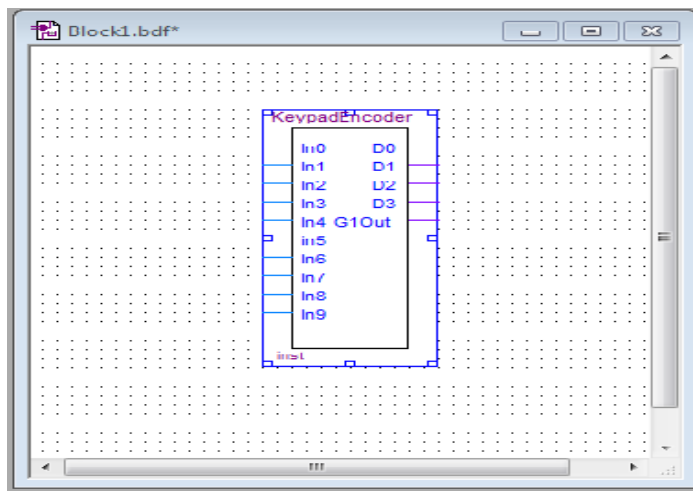 Block1.bdf*
KeypadEncoder
In0 D0
In1 D1
In2 D2
In3 D3
In4 G1Out
in5
In6
In7
In8
In9
inst